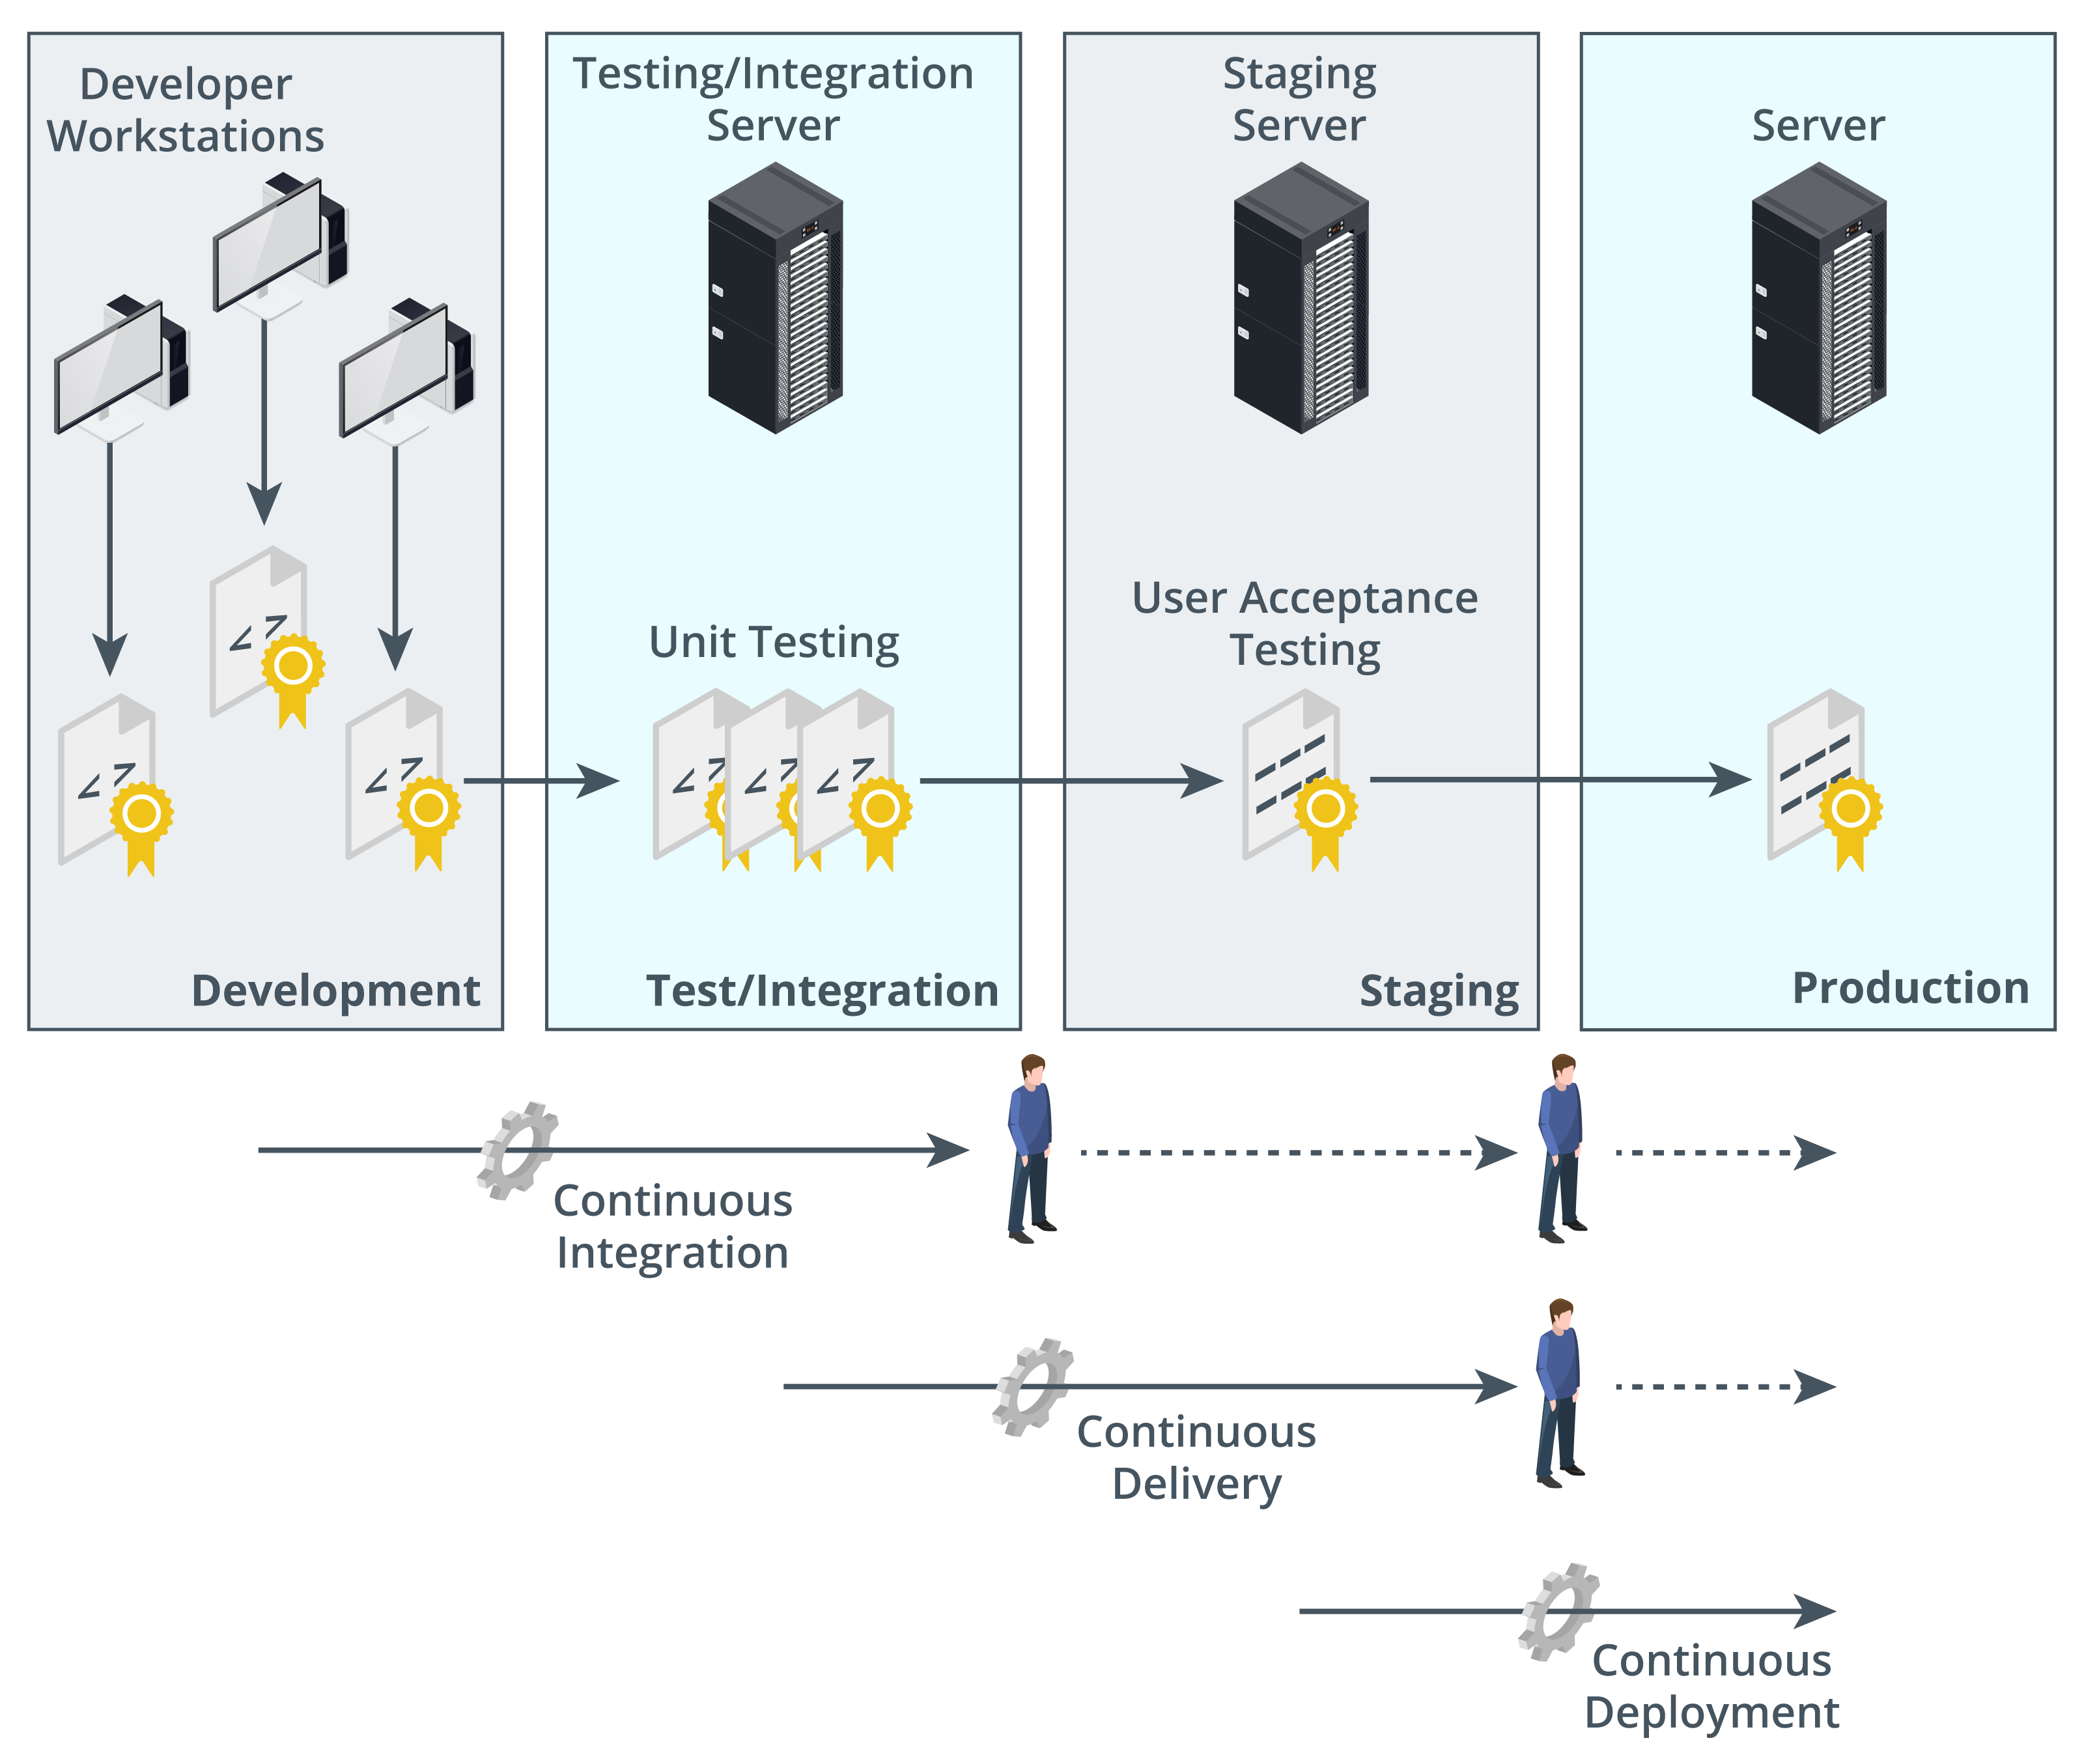 Developer
Workstations
Testing/Integration
Server
Staging
Server
Server
Unit Testing
User Acceptance
Testing
Development
Test/Integration
Staging
Production
Continuous
Integration
Continuous
Delivery
Continuous
Deployment